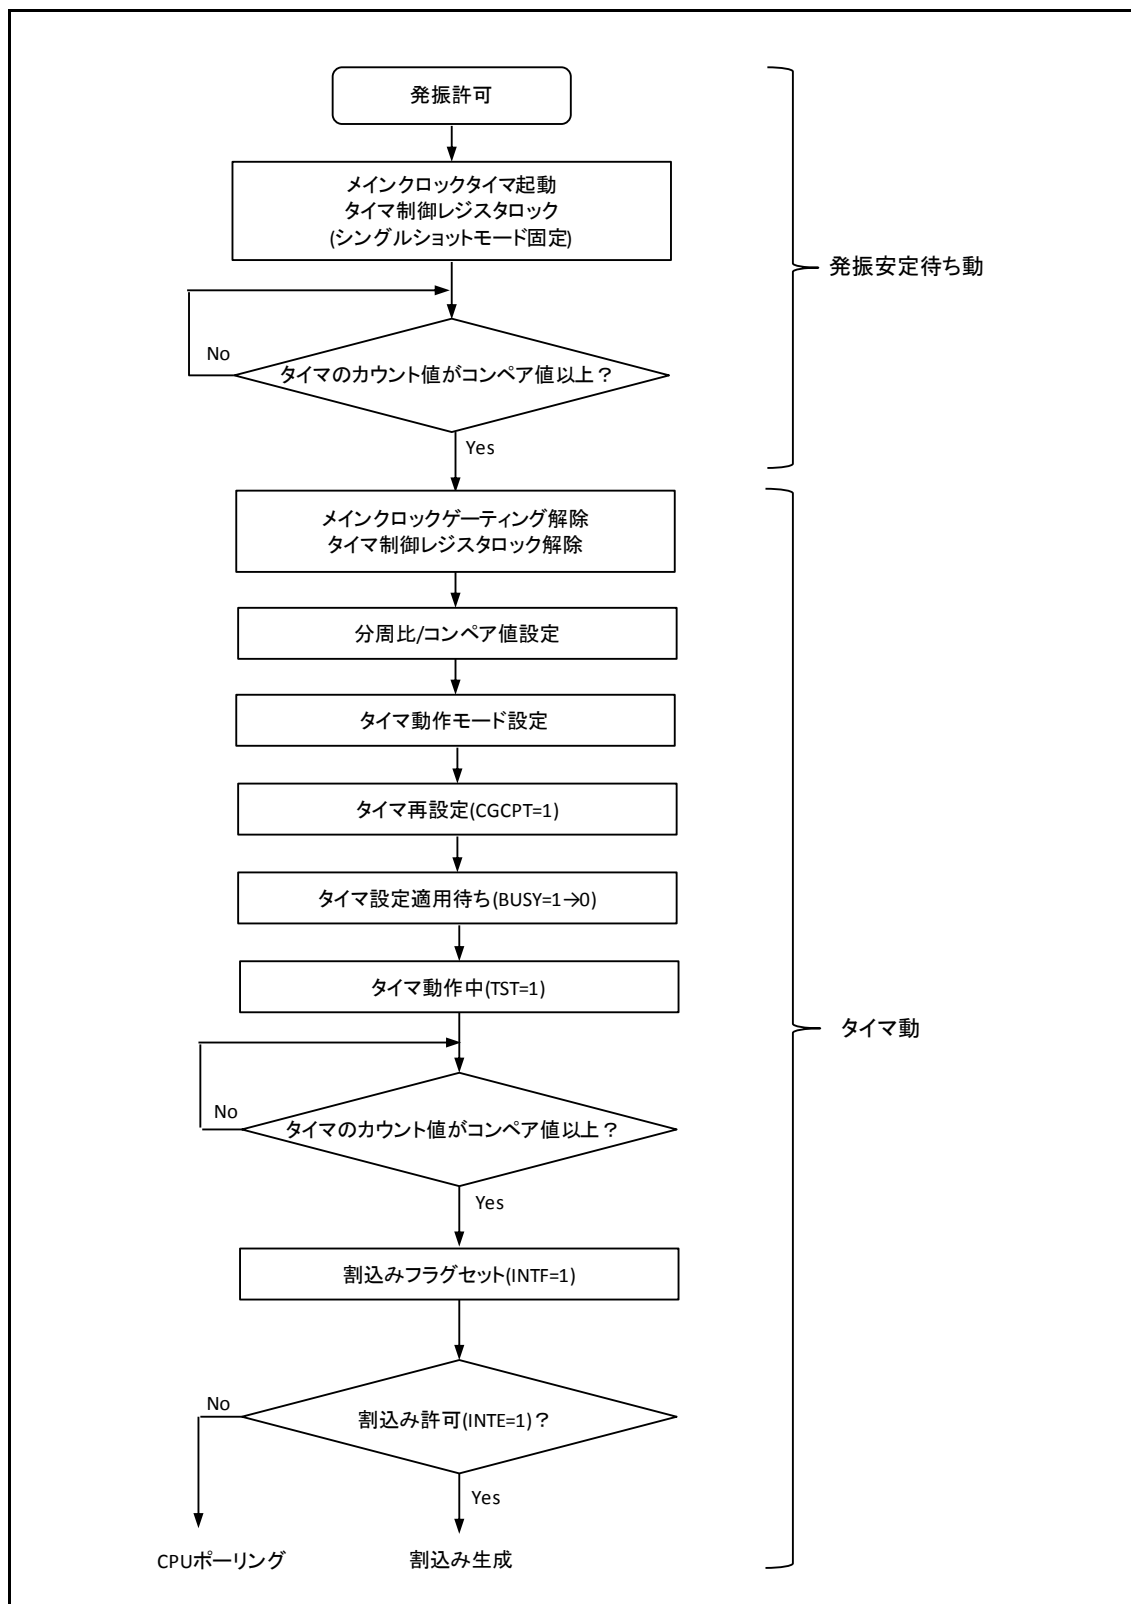 発振許可
メインクロックタイマ起動
タイマ制御レジスタロック
(シングルショットモード固定)
発振安定待ち動
No
タイマのカウント値がコンペア値以上？
Yes
メインクロックゲーティング解除
タイマ制御レジスタロック解除
分周比/コンペア値設定
タイマ動作モード設定
タイマ再設定(CGCPT=1)
タイマ設定適用待ち(BUSY=1→0)
タイマ動作中(TST=1)
タイマ動
No
タイマのカウント値がコンペア値以上？
Yes
割込みフラグセット(INTF=1)
No
割込み許可(INTE=1)？
Yes
CPUポーリング
割込み生成